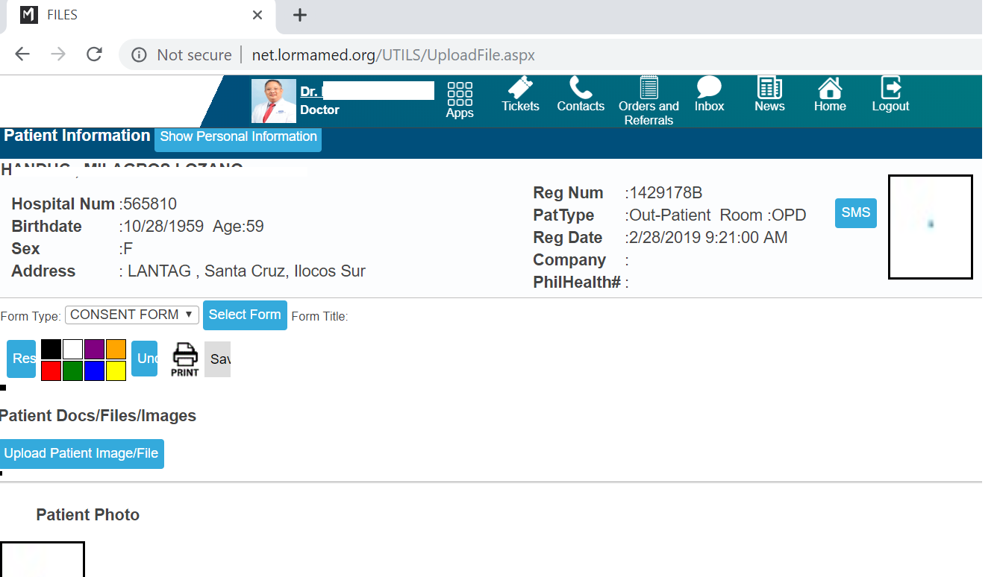 FILES
Not secure net.lormamed.org/UTILS/UploadFile.aspx
Dr.
Doctor
Apps
Tickets
Contacts
Orders and
Referrals
Inbox
News
Home
Logout
Patient Information Show Personal Information
Hospital Num :565810
Birthdate :10/28/1959 Age:59
Sex :F
Address : LANTAG , Santa Cruz, Ilocos Sur
Reg Num :1429178B
PatType :Out-Patient Room :OPD
Reg Date :2/28/2019 9:21:00 AM
Company :
PhilHealth# :
SMS
Form Type: CONSENT FORM Select Form Form Title:
Res
PRINT
Patient Docs/Files/Images
Upload Patient Image/File
Patient Photo